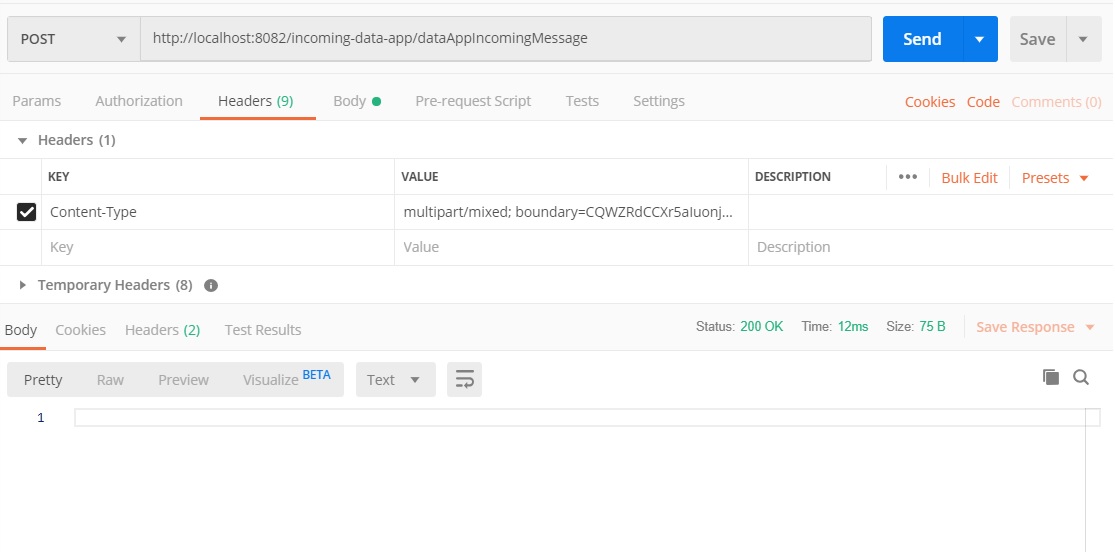 POST http://localhost:8082/incoming-data-app/dataAppIncomingMessage Send Save
Params Authorization Headers (9) Body Pre-request Script Tests Settings Cookies Code Comments (0)
Headers (1)
KEY VALUE DESCRIPTION ••• Bulk Edit Presets
Content-Type multipart/mixed; boundary=CQWZRdCCXr5aIuonj...
Key Value Description
Temporary Headers (8) i
Body Cookies Headers (2) Test Results Status: 200 OK Time: 12ms Size: 75 B Save Response
Pretty Raw Preview Visualize BETA Text
1